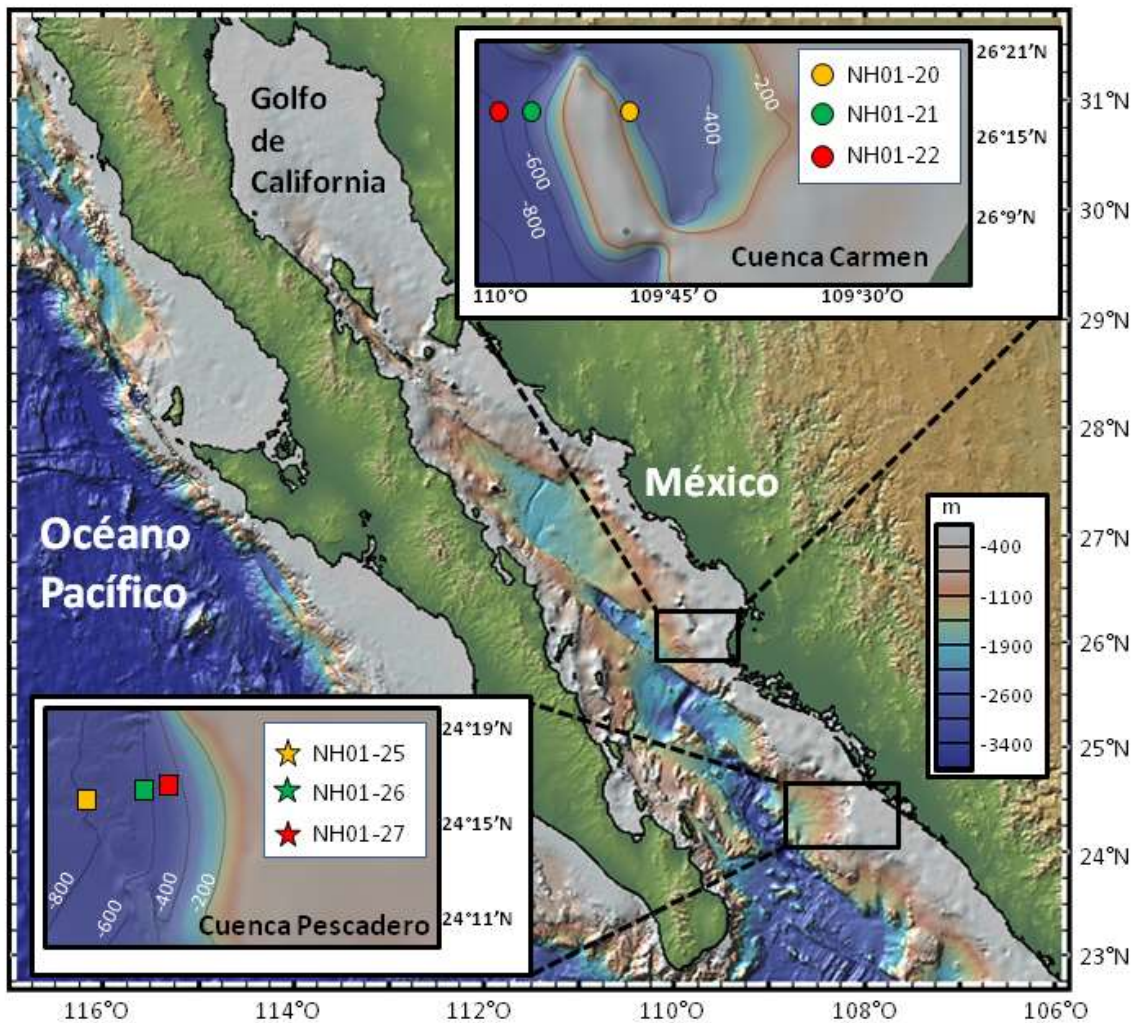 Golfo
de
California
NH01-20
NH01-21
NH01-22
-200
-400
-600
-800
Cuenca Carmen
26°21'N
26°15'N
26°9'N
110°O
109°45' O
109°30' O
31°N
30°N
29°N
28°N
27°N
26°N
25°N
24°N
23°N
México
Océano
Pacífico
m
-400
-1100
-1900
-2600
-3400
NH01-25
NH01-26
NH01-27
-800
-600
-400
-200
Cuenca Pescadero
24°19'N
24°15'N
24°11'N
116°O
114°O
112°O
110°O
108°O
106°O